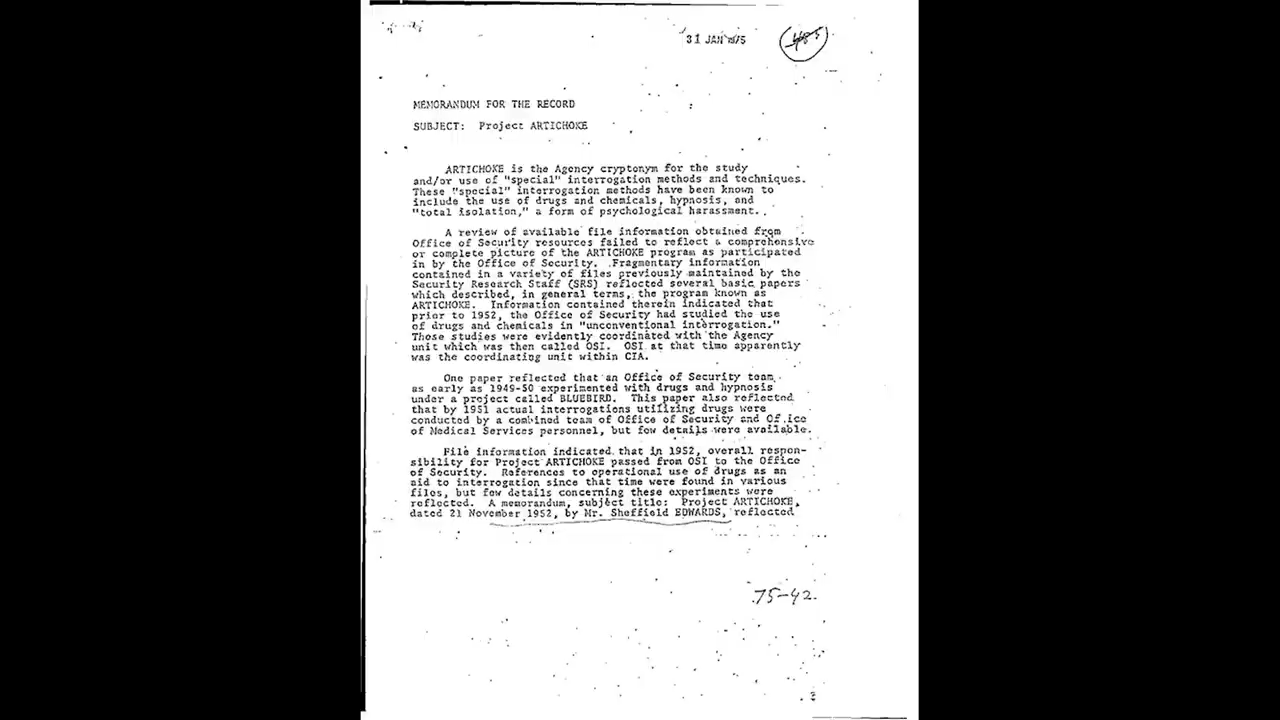 31 JAN 1975
MEMORANDUM FOR THE RECORD
SUBJECT: Project ARTICHOKE
ARTICHOKE is the Agency cryptonym for the study
and/or use of "special" interrogation methods and techniques.
These "special" interrogation methods have been known to
include the use of drugs and chemicals, hypnosis, and
"total isolation," a form of psychological harassment.
A review of available file information obtained from
Office of Security resources failed to reflect a comprehensive
or complete picture of the ARTICHOKE program as participated
in by the Office of Security. Fragmentary information
contained in a variety of files previously maintained by the
Security Research Staff (SRS) reflected several basic papers
which described, in general terms, the program known as
ARTICHOKE. Information contained therein indicated that
prior to 1952, the Office of Security had studied the use
of drugs and chemicals in "unconventional interrogation."
These studies were evidently coordinated with the Agency
unit which was then called OSI. OSI at that time apparently
was the coordinating unit within CIA.
One paper reflected that an Office of Security team
as early as 1949-50 experimented with drugs and hypnosis
under a project called BLUEBIRD. This paper also reflected
that by 1951 actual interrogations utilizing drugs were
conducted by a combined team of Office of Security and Office
of Medical Services personnel, but few details were available.
File information indicated that in 1952, overall respon-
sibility for Project ARTICHOKE passed from OSI to the Office
of Security. References to operational use of drugs as an
aid to interrogation since that time were found in various
files, but few details concerning these experiments were
reflected. A memorandum, subject title: Project ARTICHOKE,
dated 21 November 1952, by Mr. Sheffield EDWARDS, reflected
75-42